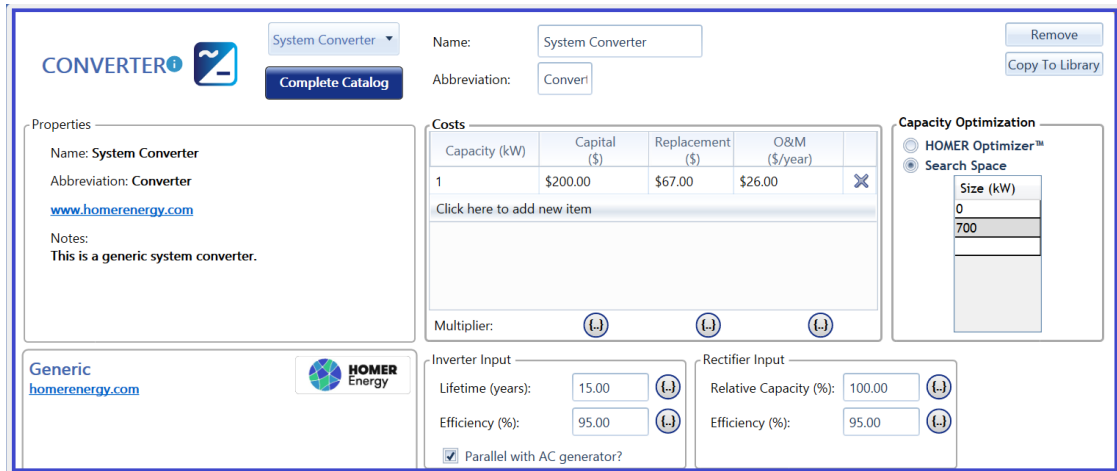 CONVERTER
System Converter
Complete Catalog
Name: System Converter
Abbreviation: Convert
Remove
Copy To Library
Properties
Name: System Converter
Abbreviation: Converter
www.homerenergy.com
Notes:
This is a generic system converter.
Costs
Capacity (kW) Capital ($) Replacement ($) O&M ($/year)
1 $200.00 $67.00 $26.00
Click here to add new item
Multiplier: {..} {..} {..}
Capacity Optimization
HOMER Optimizer™
Search Space
Size (kW)
0
700
Generic
homerenergy.com
HOMER
Energy
Inverter Input
Lifetime (years): 15.00 {..}
Efficiency (%): 95.00 {..}
Parallel with AC generator?
Rectifier Input
Relative Capacity (%): 100.00 {..}
Efficiency (%): 95.00 {..}